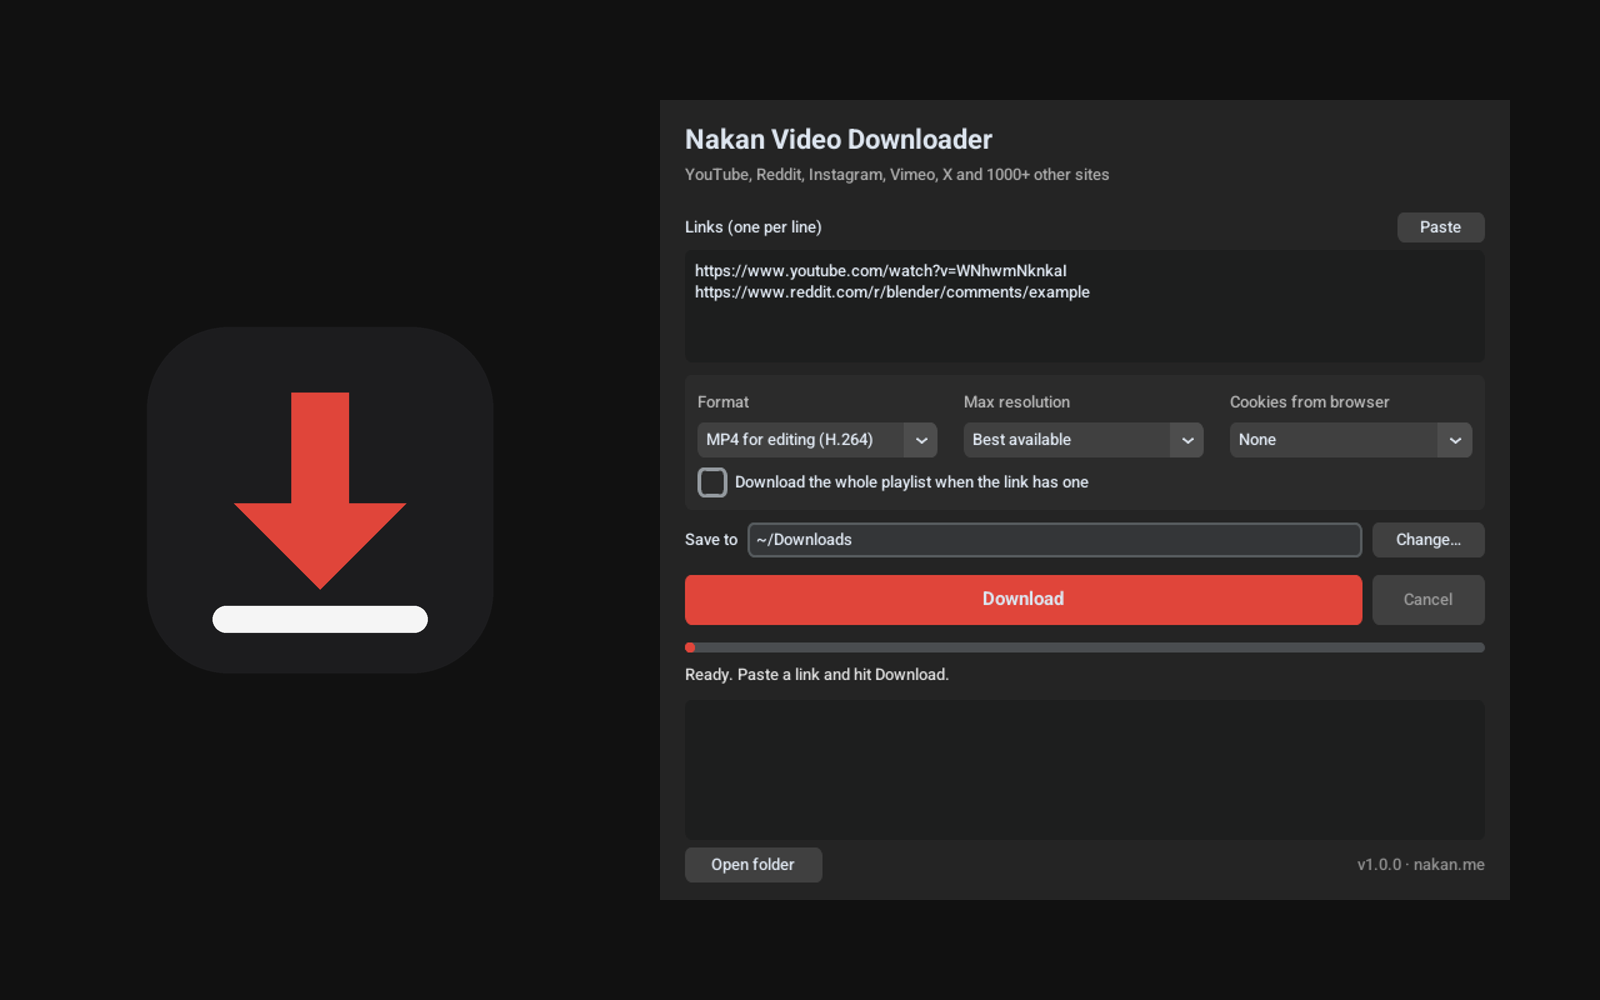 Nakan Video Downloader
YouTube, Reddit, Instagram, Vimeo, X and 1000+ other sites
Links (one per line)
Paste
https://www.youtube.com/watch?v=WNhwmNknkaI
https://www.reddit.com/r/blender/comments/example
Format
Max resolution
Cookies from browser
MP4 for editing (H.264)
Best available
None
Download the whole playlist when the link has one
Save to
~/Downloads
Change...
Download
Cancel
Ready. Paste a link and hit Download.
Open folder
v1.0.0 · nakan.me